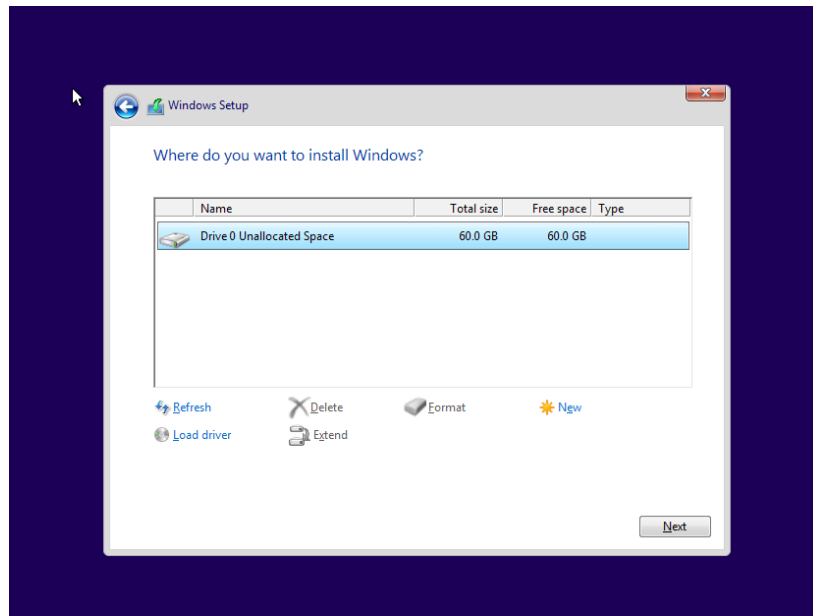 Windows Setup
Where do you want to install Windows?
Name Total size Free space Type
Drive 0 Unallocated Space 60.0 GB 60.0 GB
Refresh Delete Format New
Load driver Extend
Next